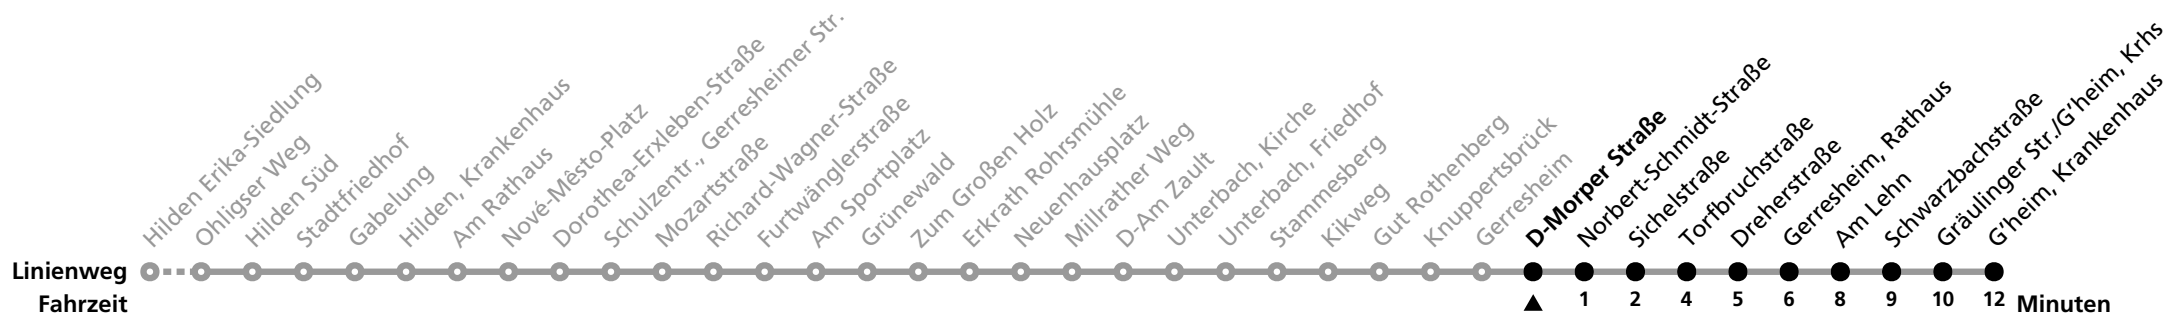 Hilden Erika-Siedlung
Ohligser Weg
Hilden Süd
Stadtfriedhof
Gabelung
Hilden, Krankenhaus
Am Rathaus
Nové-Město-Platz
Dorothea-Erxleben-Straße
Schulzentr., Gerresheimer Str.
Mozartstraße
Richard-Wagner-Straße
Furtwänglerstraße
Am Sportplatz
Grünewald
Zum Großen Holz
Erkrath Rohrsmühle
Neuenhausplatz
Millrather Weg
D-Am Zault
Unterbach, Kirche
Unterbach, Friedhof
Stammesberg
Kikweg
Gut Rothenberg
Knuppertsbrück
Gerresheim
D-Morper Straße
Norbert-Schmidt-Straße
Sichelstraße
Torfbruchstraße
Dreherstraße
Gerresheim, Rathaus
Am Lehn
Schwarzbachstraße
Gräulinger Str./G'heim, Krhs
G'heim, Krankenhaus
Linienweg
Fahrzeit ▲ 1 2 4 5 6 8 9 10 12 Minuten